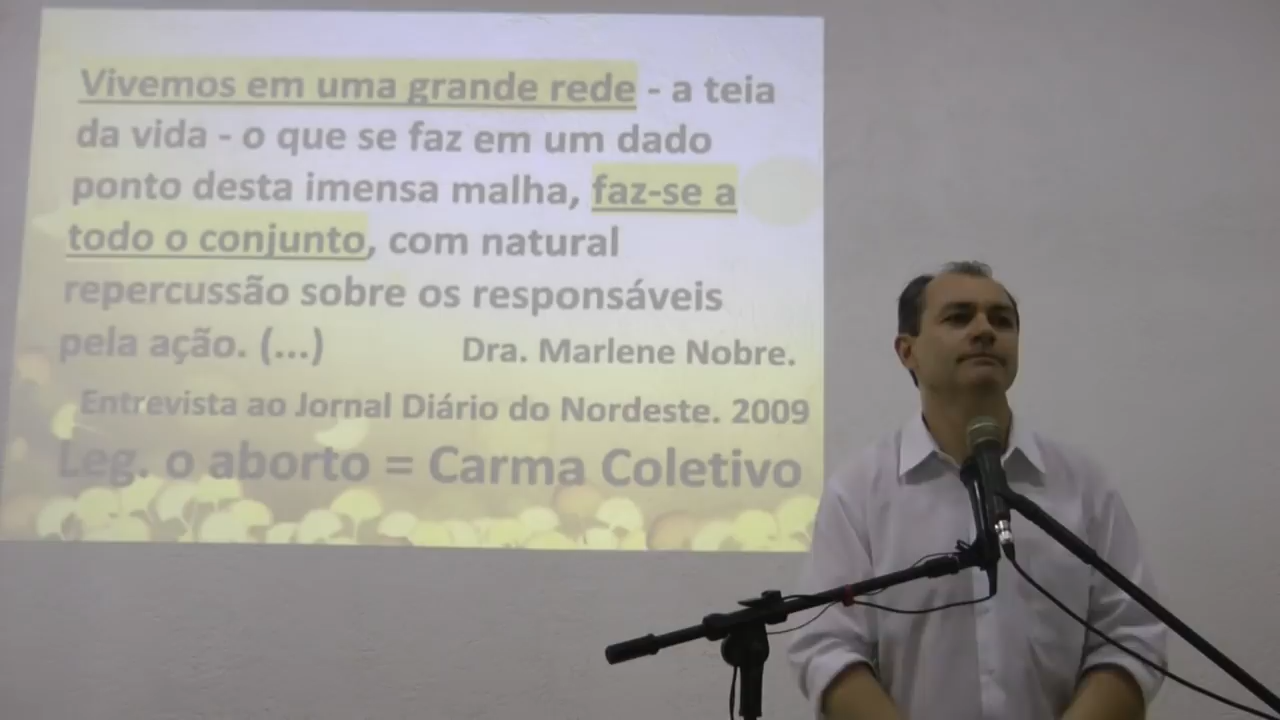 Vivemos em uma grande rede - a teia
da vida - o que se faz em um dado
ponto desta imensa malha, faz-se a
todo o conjunto, com natural
repercussão sobre os responsáveis
pela ação. (...) Dra. Marlene Nobre.
Entrevista ao Jornal Diário do Nordeste. 2009
Leg. o aborto = Carma Coletivo